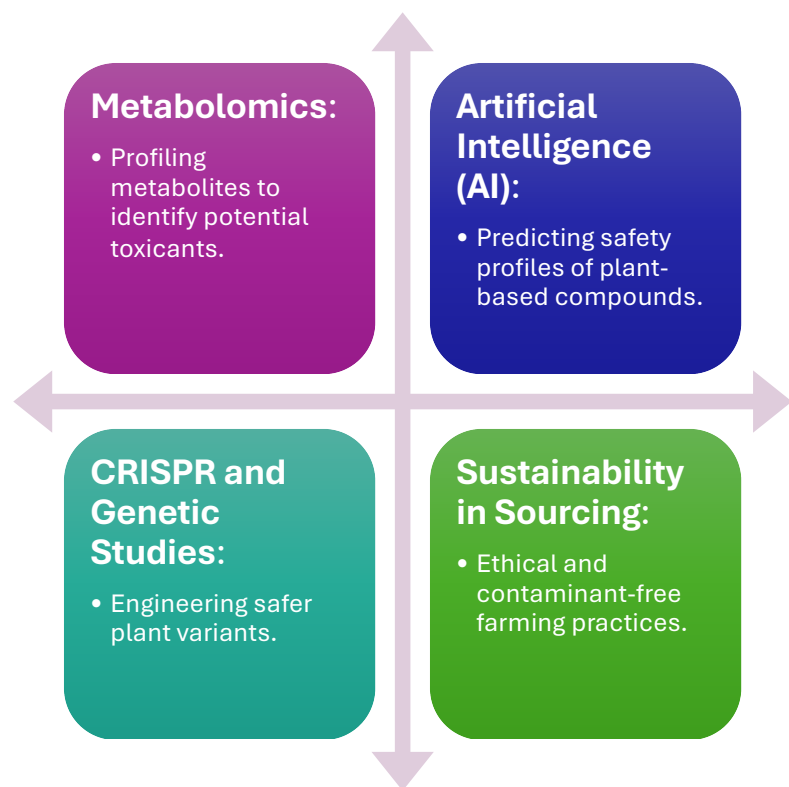 Metabolomics:
• Profiling
metabolites to
identify potential
toxicants.
Artificial
Intelligence
(AI):
• Predicting safety
profiles of plant-
based compounds.
CRISPR and
Genetic
Studies:
• Engineering safer
plant variants.
Sustainability
in Sourcing:
• Ethical and
contaminant-free
farming practices.